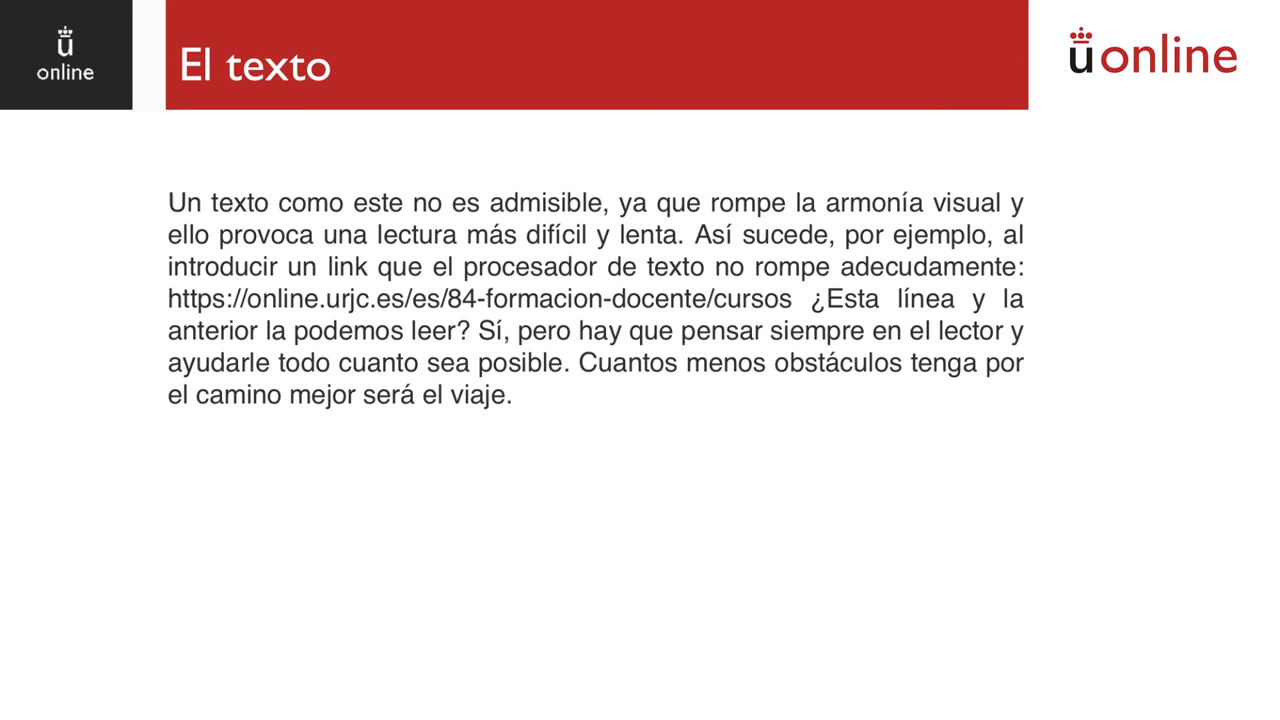 ü
online
El texto
üonline
Un texto como este no es admisible, ya que rompe la armonía visual y
ello provoca una lectura más difícil y lenta. Así sucede, por ejemplo, al
introducir un link que el procesador de texto no rompe adecudamente:
https://online.urjc.es/es/84-formacion-docente/cursos ¿Esta línea y la
anterior la podemos leer? Sí, pero hay que pensar siempre en el lector y
ayudarle todo cuanto sea posible. Cuantos menos obstáculos tenga por
el camino mejor será el viaje.